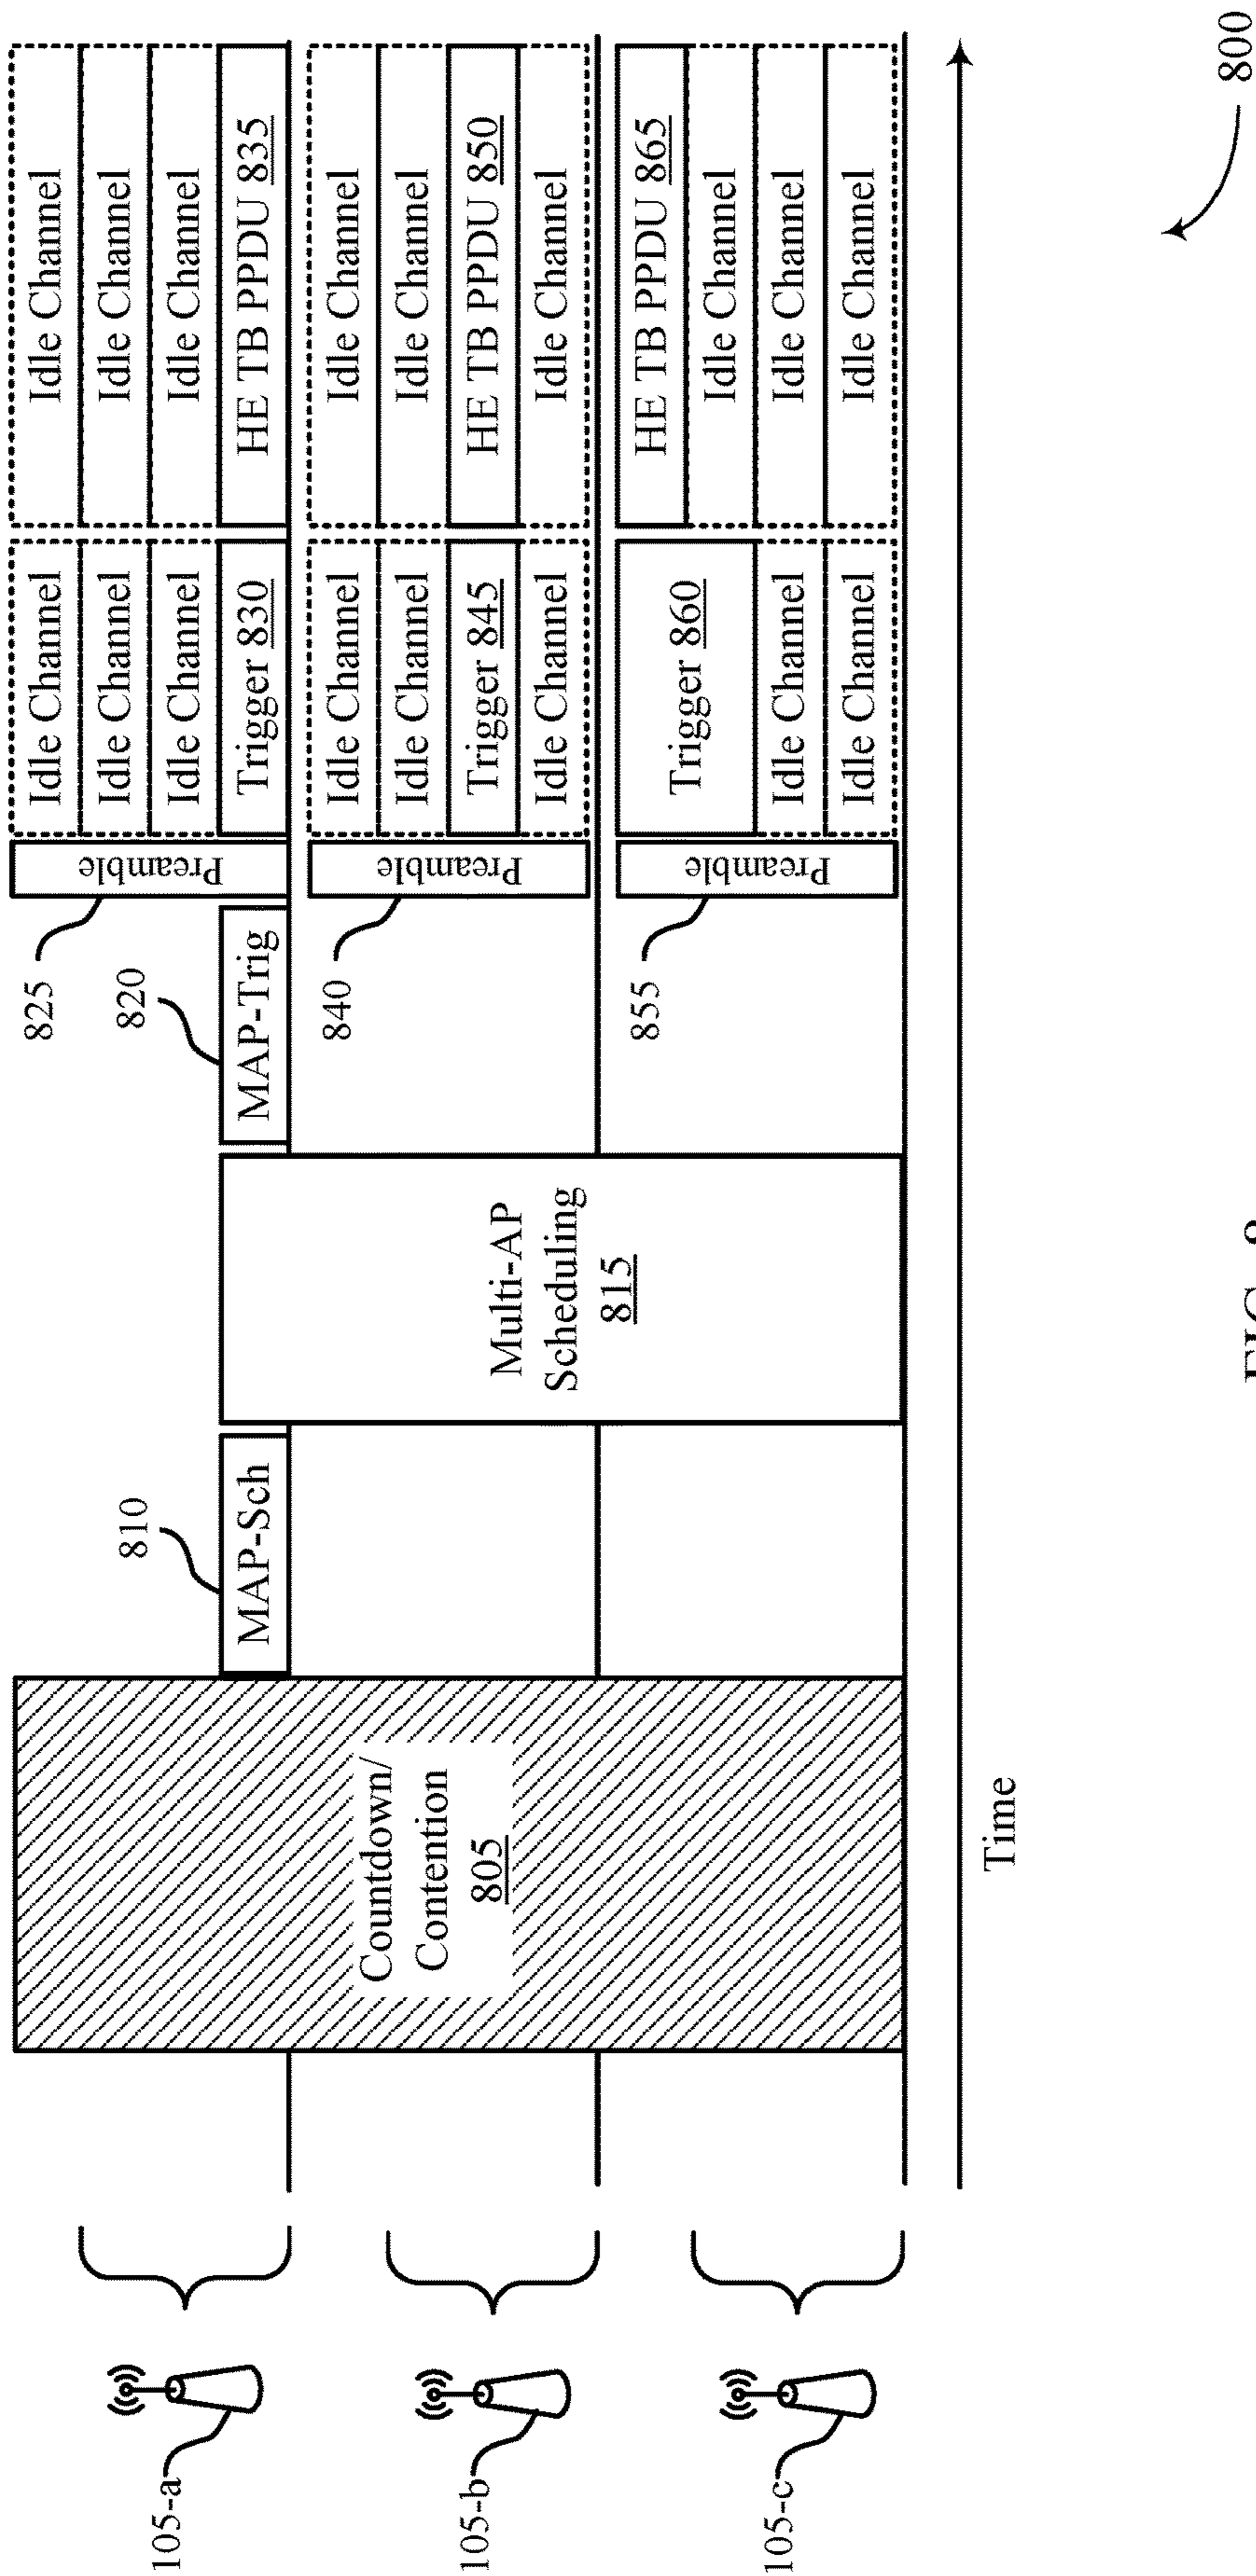 105-a
105-b
105-c
Countdown/
Contention
805
810
MAP-Sch
Multi-AP
Scheduling
815
820
MAP-Trig
825
Preamble
Idle Channel
Idle Channel
Idle Channel
Trigger 830
Idle Channel
Idle Channel
Idle Channel
HE TB PPDU 835
840
Preamble
Idle Channel
Idle Channel
Trigger 845
Idle Channel
Idle Channel
Idle Channel
HE TB PPDU 850
Idle Channel
855
Preamble
Trigger 860
Idle Channel
Idle Channel
HE TB PPDU 865
Idle Channel
Idle Channel
Idle Channel
Time
800